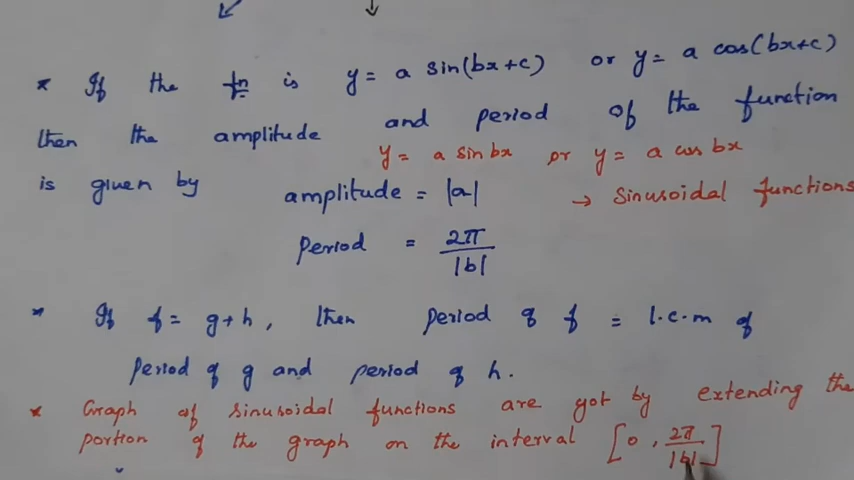 * If the fn is y = a sin(bx+c) or y = a cos(bx+c)
then the amplitude and period of the function
y = a sin bx or y = a cos bx
is given by amplitude = |a| → Sinusoidal functions
Period = 2π/|b|
* If f = g+h, then period of f = l.c.m of
period of g and period of h.
* Graph of sinusoidal functions are got by extending the
portion of the graph on the interval [0, 2π/|b|]